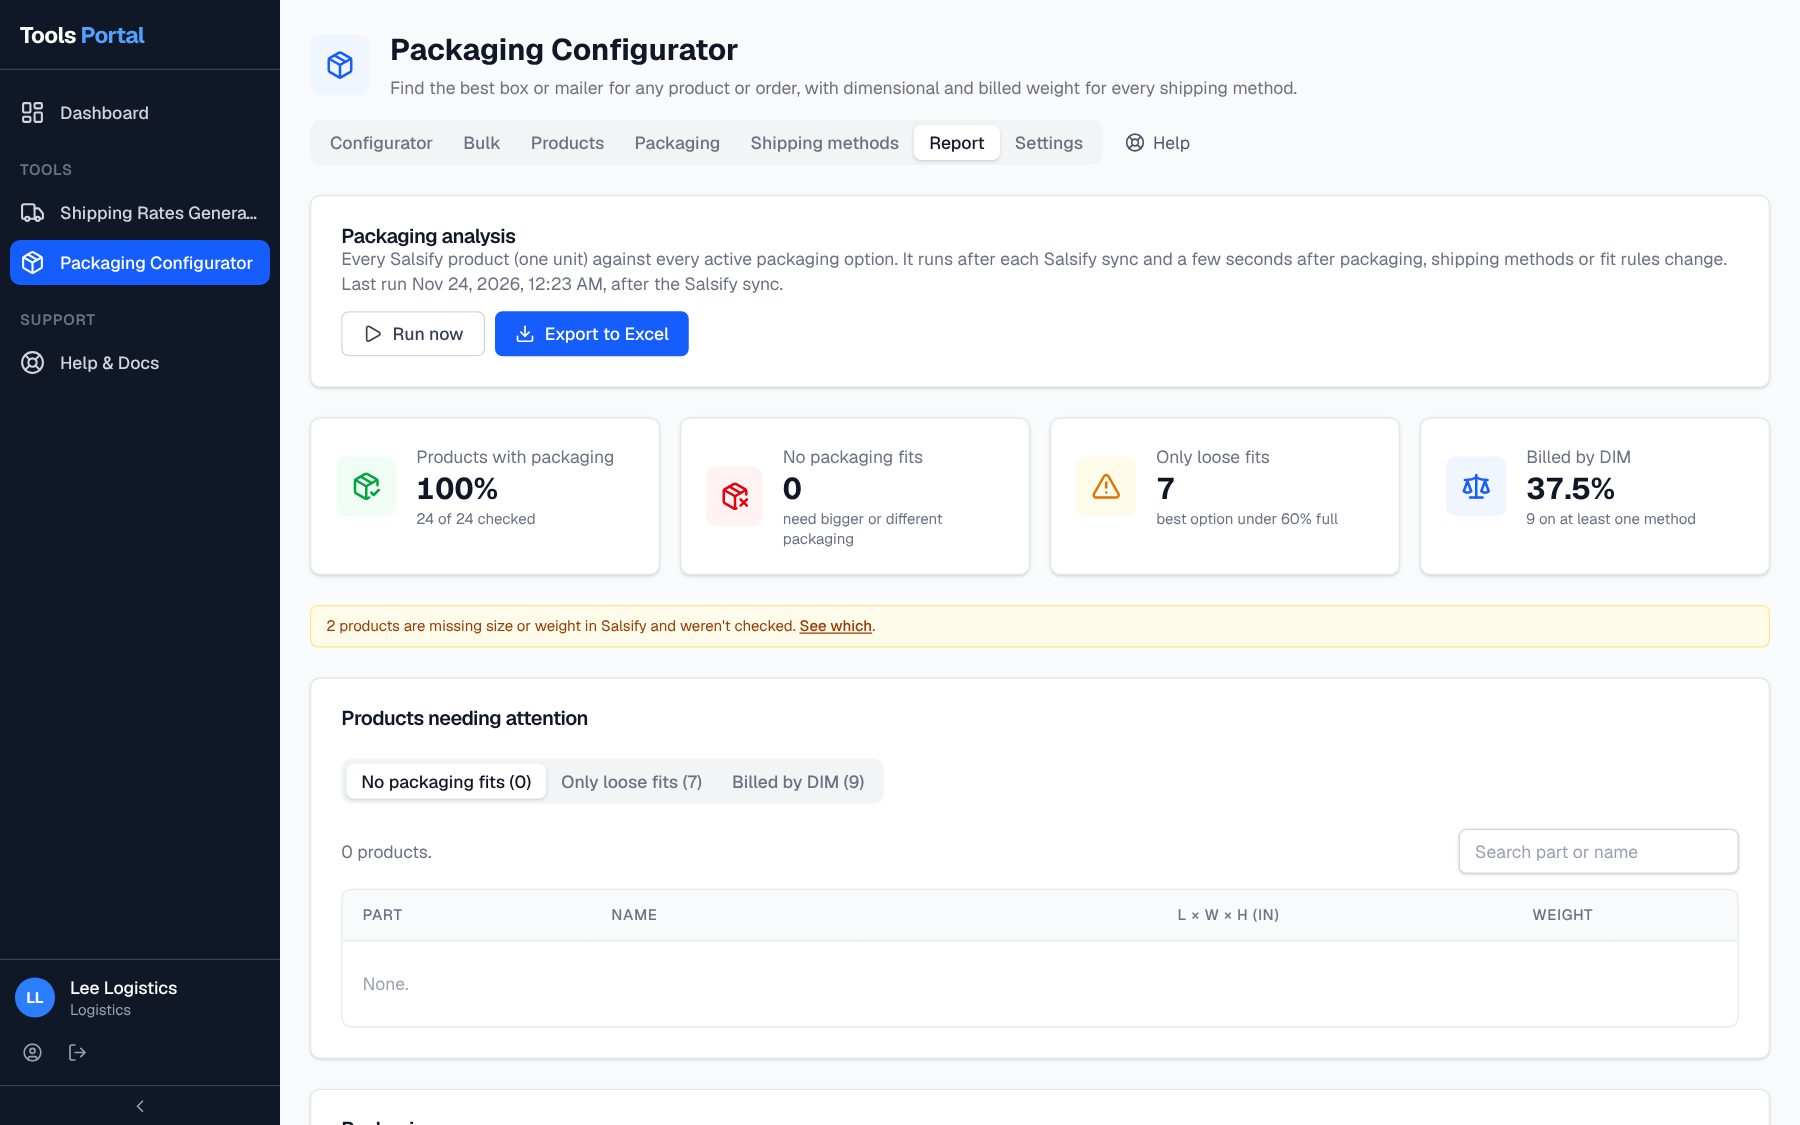 Tools Portal
Dashboard
TOOLS
Shipping Rates Genera...
Packaging Configurator
SUPPORT
Help & Docs
LL
Lee Logistics
Logistics
Packaging Configurator
Find the best box or mailer for any product or order, with dimensional and billed weight for every shipping method.
Configurator Bulk Products Packaging Shipping methods Report Settings Help
Packaging analysis
Every Salsify product (one unit) against every active packaging option. It runs after each Salsify sync and a few seconds after packaging, shipping methods or fit rules change.
Last run Nov 24, 2026, 12:23 AM, after the Salsify sync.
Run now Export to Excel
Products with packaging
100%
24 of 24 checked
No packaging fits
0
need bigger or different
packaging
Only loose fits
7
best option under 60% full
Billed by DIM
37.5%
9 on at least one method
2 products are missing size or weight in Salsify and weren't checked. See which.
Products needing attention
No packaging fits (0) Only loose fits (7) Billed by DIM (9)
0 products.
Search part or name
PART NAME L × W × H (IN) WEIGHT
None.